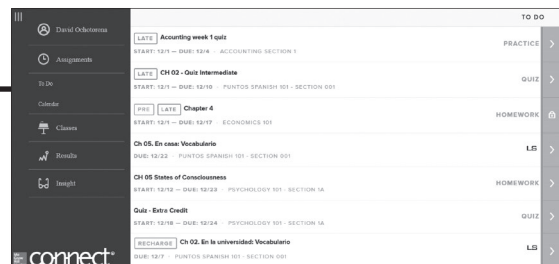 TO DO
David Ochotorena
Assignments
To Do
Calendar
Classes
Results
Insight
connect
LATE Acounting week 1 quiz
START: 12/1 — DUE: 12/4 · ACCOUNTING SECTION 1
PRACTICE
LATE CH 02 - Quiz Intermediate
START: 12/1 — DUE: 12/10 · PUNTOS SPANISH 101 - SECTION 001
QUIZ
PRE LATE Chapter 4
START: 12/1 — DUE: 12/17 · ECONOMICS 101
HOMEWORK
Ch 05. En casa: Vocabulario
DUE: 12/22 · PUNTOS SPANISH 101 - SECTION 001
LS
CH 05 States of Consciousness
START: 12/12 — DUE: 12/23 · PSYCHOLOGY 101 - SECTION 1A
HOMEWORK
Quiz - Extra Credit
START: 12/16 — DUE: 12/24 · PSYCHOLOGY 101 - SECTION 1A
QUIZ
RECHARGE Ch 02. En la universidad: Vocabulario
DUE: 12/7 · PUNTOS SPANISH 101 - SECTION 001
LS